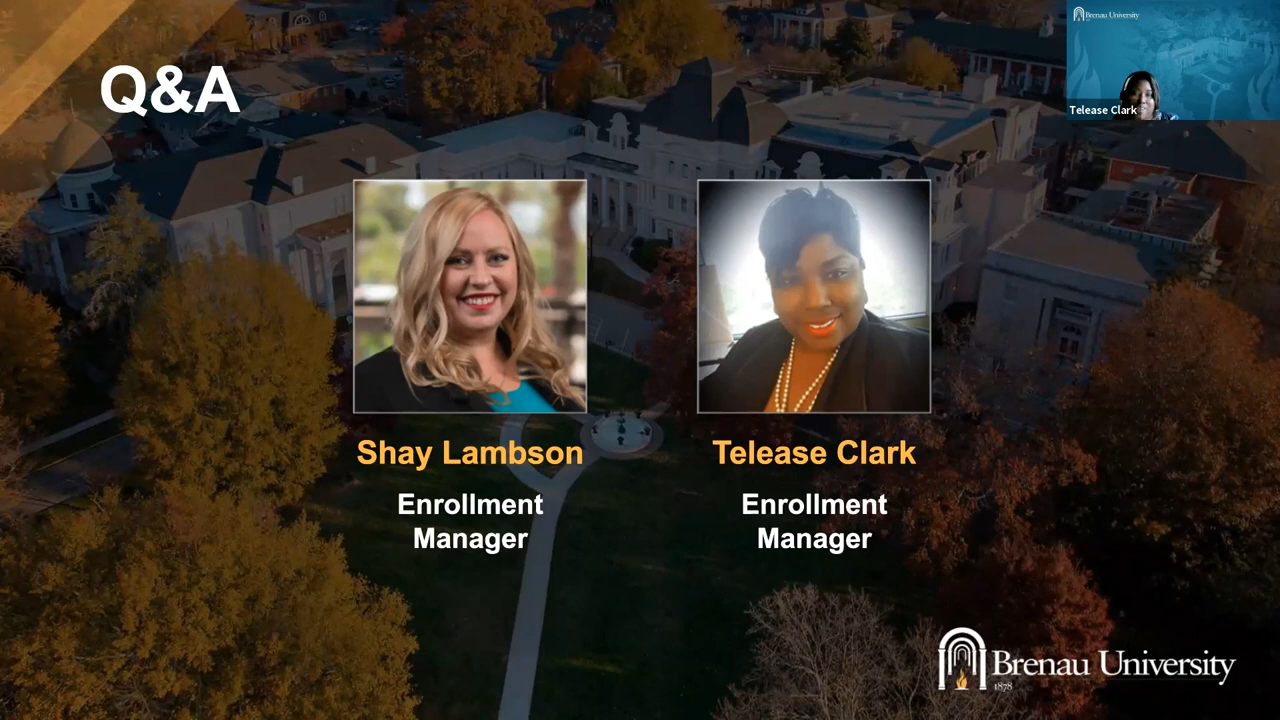 Q&A
Brenau University
Telease Clark
Shay Lambson
Enrollment
Manager
Telease Clark
Enrollment
Manager
Brenau University
1878